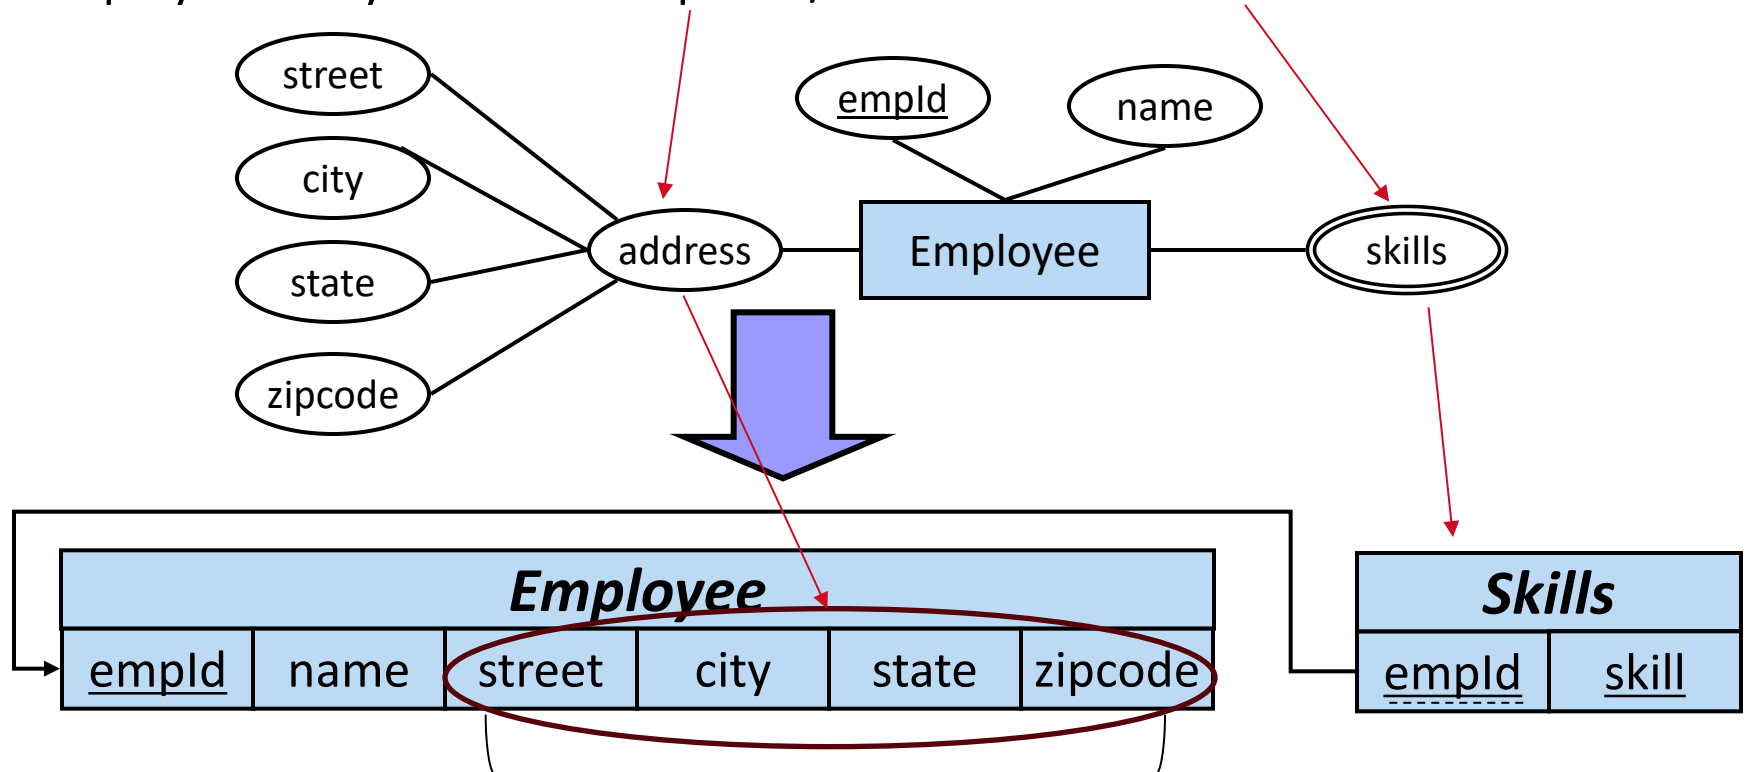 street
empId
name
city
address
Employee
skills
state
zipcode
Employee
Skills
empId name street city state zipcode
empId skill